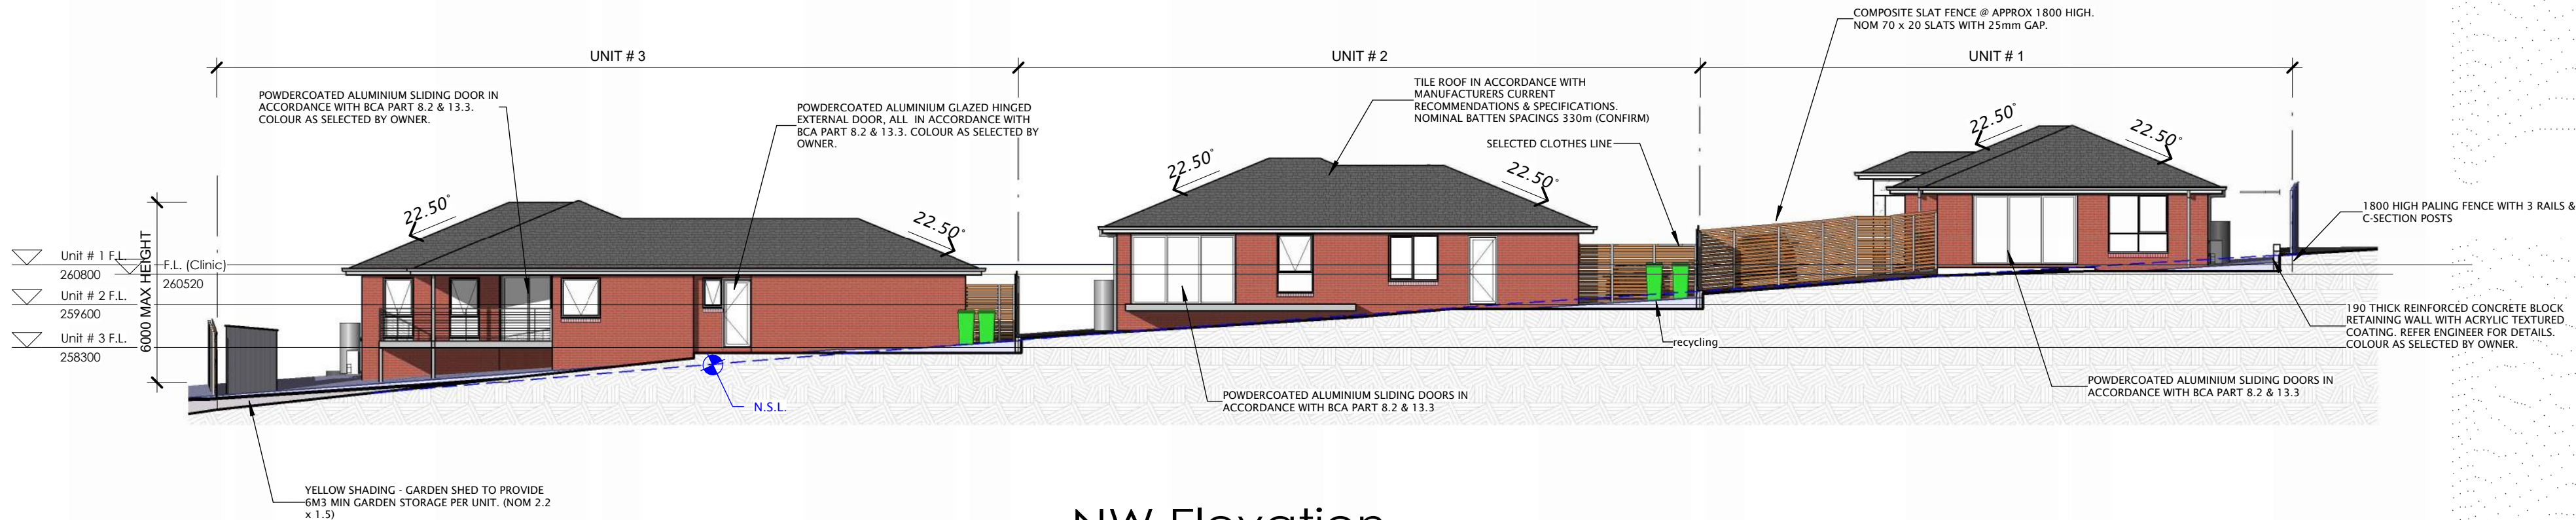 COMPOSITE SLAT FENCE @ APPROX 1800 HIGH.
NOM 70 x 20 SLATS WITH 25mm GAP.
UNIT # 3
UNIT # 2
UNIT # 1
POWDERCOATED ALUMINIUM SLIDING DOOR IN
ACCORDANCE WITH BCA PART 8.2 & 13.3.
COLOUR AS SELECTED BY OWNER.
POWDERCOATED ALUMINIUM GLAZED HINGED
EXTERNAL DOOR, ALL IN ACCORDANCE WITH
BCA PART 8.2 & 13.3. COLOUR AS SELECTED BY
OWNER.
TILE ROOF IN ACCORDANCE WITH
MANUFACTURERS CURRENT
RECOMMENDATIONS & SPECIFICATIONS.
NOMINAL BATTEN SPACINGS 330m (CONFIRM)
SELECTED CLOTHES LINE
22.50°
22.50°
22.50°
22.50°
22.50°
22.50°
1800 HIGH PALING FENCE WITH 3 RAILS &
C-SECTION POSTS
6000 MAX HEIGHT
Unit # 1 F.L.
260800
F.L. (Clinic)
260520
Unit # 2 F.L.
259600
Unit # 3 F.L.
258300
190 THICK REINFORCED CONCRETE BLOCK
RETAINING WALL WITH ACRYLIC TEXTURED
COATING. REFER ENGINEER FOR DETAILS.
COLOUR AS SELECTED BY OWNER.
recycling
N.S.L.
POWDERCOATED ALUMINIUM SLIDING DOORS IN
ACCORDANCE WITH BCA PART 8.2 & 13.3
POWDERCOATED ALUMINIUM SLIDING DOORS IN
ACCORDANCE WITH BCA PART 8.2 & 13.3
YELLOW SHADING - GARDEN SHED TO PROVIDE
6M3 MIN GARDEN STORAGE PER UNIT. (NOM 2.2
x 1.5)
NW Elevation